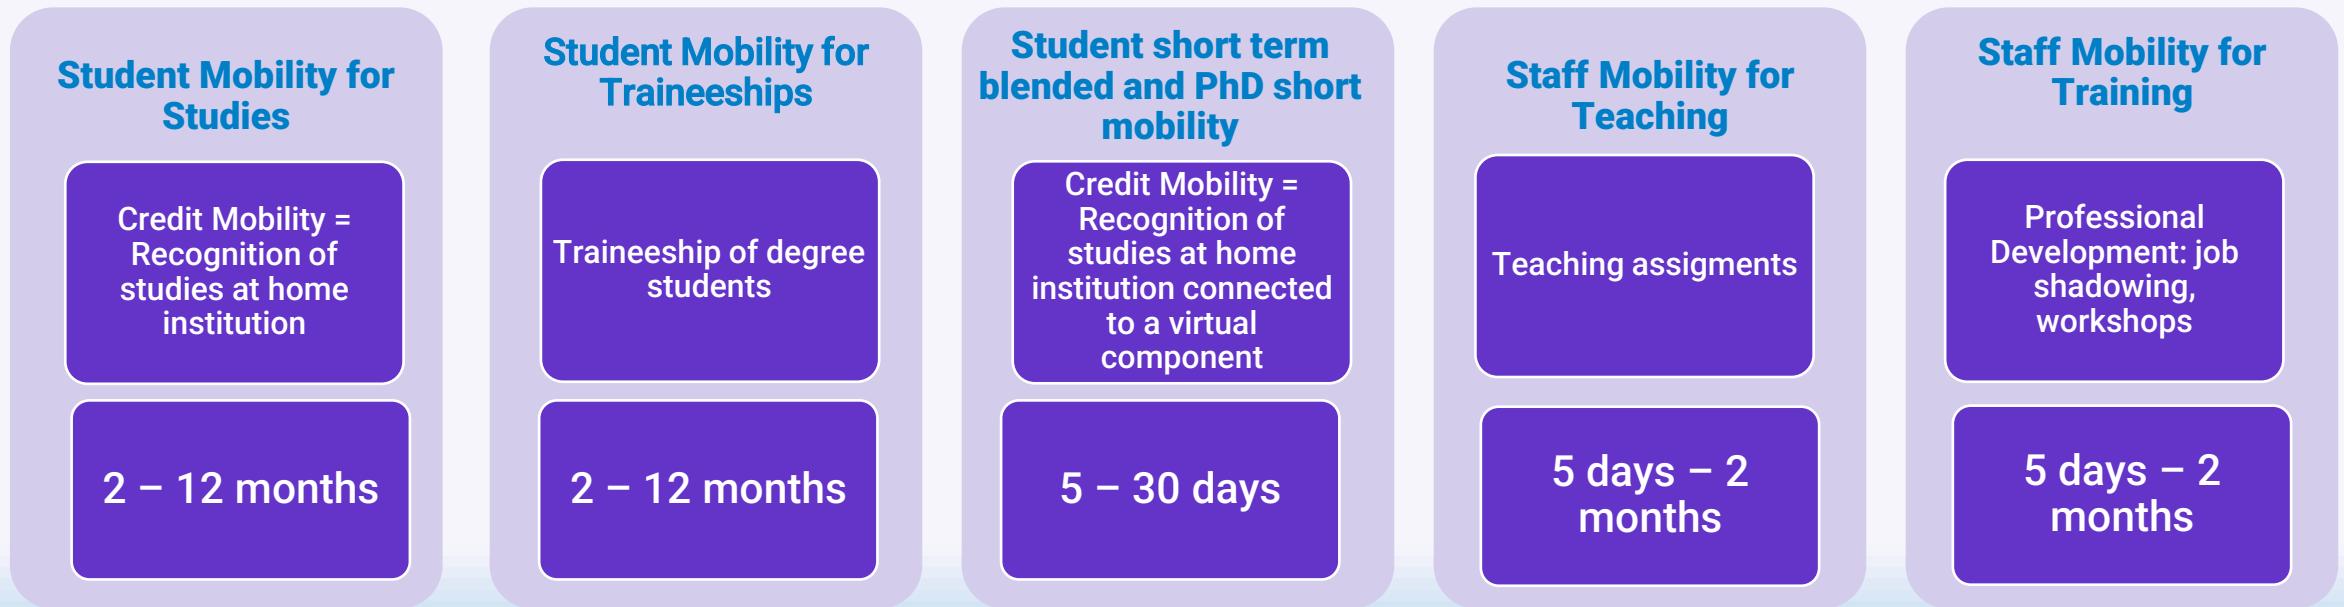 Student Mobility for
Studies
Credit Mobility =
Recognition of
studies at home
institution
2 – 12 months
Student Mobility for
Traineeships
Traineeship of degree
students
2 – 12 months
Student short term
blended and PhD short
mobility
Credit Mobility =
Recognition of
studies at home
institution connected
to a virtual
component
5 – 30 days
Staff Mobility for
Teaching
Teaching assigments
5 days – 2
months
Staff Mobility for
Training
Professional
Development: job
shadowing,
workshops
5 days – 2
months